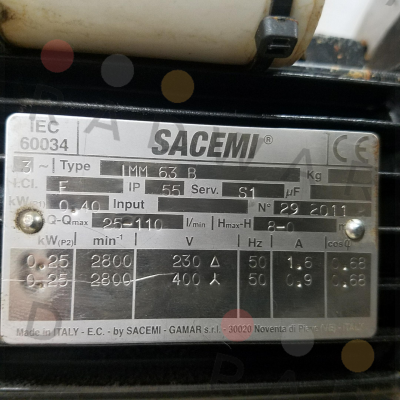 IEC
60034
SACEMI®
CE
3 ~ Type IMM 63 B Kg
H.Cl. F IP 55 Serv. S1 µF
0.40 Input N° 29 2011
Q-Qmax 25-110 l/min Hmax-H 8-0
kW(P2) min⁻¹ V Hz A cosφ
0.25 2800 230 Δ 50 1.6 0.68
0.25 2800 400 ⅄ 50 0.9 0.68
Made in ITALY - E.C. - by SACEMI - GAMAR s.r.l. - 30020 Noventa di